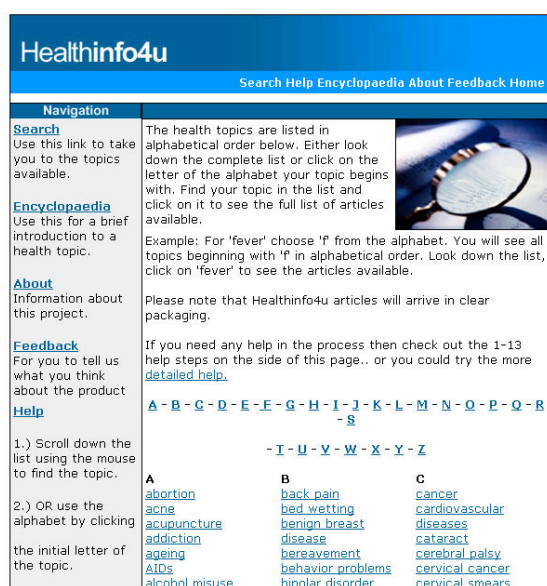 Healthinfo4u
Search Help Encyclopaedia About Feedback Home
Navigation
Search
Use this link to take
you to the topics
available.
Encyclopaedia
Use this for a brief
introduction to a
health topic.
About
Information about
this project.
Feedback
For you to tell us
what you think
about the product
Help
1.) Scroll down the
list using the mouse
to find the topic.
2.) OR use the
alphabet by clicking
the initial letter of
the topic.
The health topics are listed in
alphabetical order below. Either look
down the complete list or click on the
letter of the alphabet your topic begins
with. Find your topic in the list and
click on it to see the full list of articles
available.
Example: For 'fever' choose 'f' from the alphabet. You will see all
topics beginning with 'f' in alphabetical order. Look down the list,
click on 'fever' to see the articles available.
Please note that Healthinfo4u articles will arrive in clear
packaging.
If you need any help in the process then check out the 1-13
help steps on the side of this page.. or you could try the more
detailed help.
A - B - C - D - E - F - G - H - I - J - K - L - M - N - O - P - Q - R
- S
- T - U - V - W - X - Y - Z
A
abortion
acne
acupuncture
addiction
ageing
AIDs
alcohol misuse
B
back pain
bed wetting
benign breast
disease
bereavement
behavior problems
bipolar disorder
C
cancer
cardiovascular
diseases
cataract
cerebral palsy
cervical cancer
cervical smears